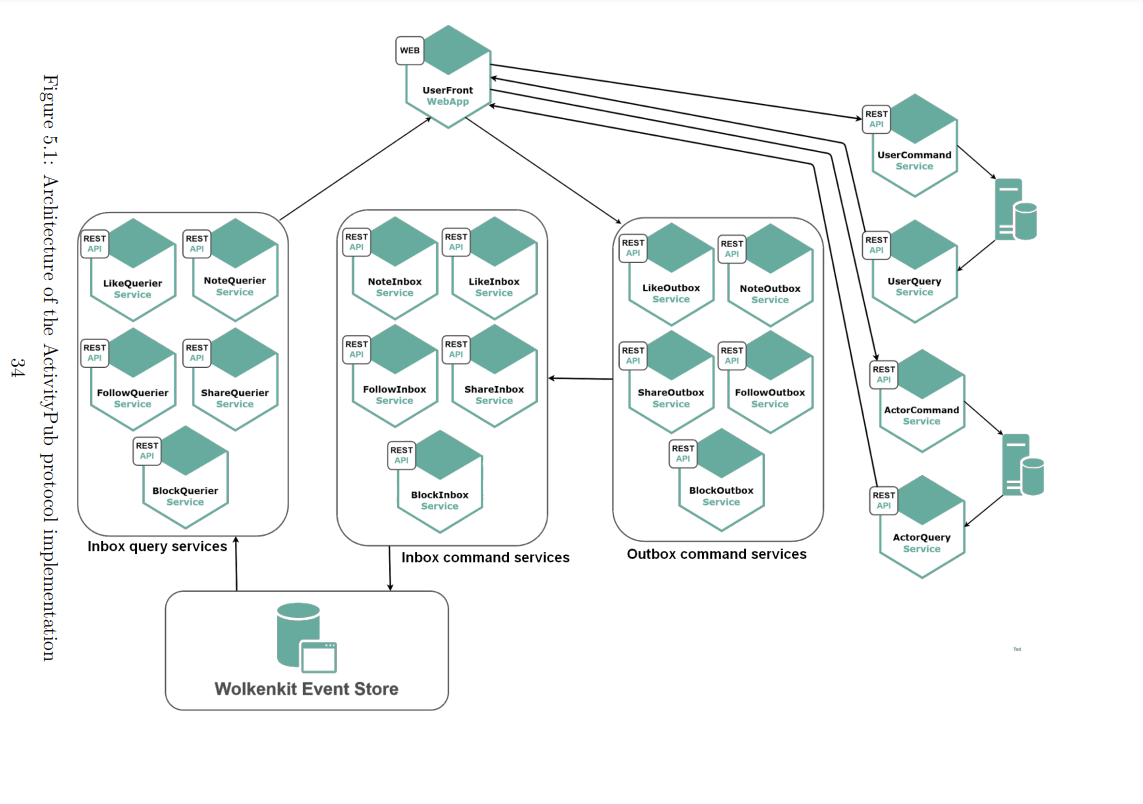 WEB
UserFront
WebApp
REST
API
UserCommand
Service
REST
API
UserQuery
Service
REST
API
ActorCommand
Service
REST
API
ActorQuery
Service
REST
API
LikeQuerier
Service
REST
API
NoteQuerier
Service
REST
API
FollowQuerier
Service
REST
API
ShareQuerier
Service
REST
API
BlockQuerier
Service
Inbox query services
REST
API
NoteInbox
Service
REST
API
LikeInbox
Service
REST
API
FollowInbox
Service
REST
API
ShareInbox
Service
REST
API
BlockInbox
Service
Inbox command services
REST
API
LikeOutbox
Service
REST
API
NoteOutbox
Service
REST
API
ShareOutbox
Service
REST
API
FollowOutbox
Service
REST
API
BlockOutbox
Service
Outbox command services
Wolkenkit Event Store
Text
Figure 5.1: Architecture of the ActivityPub protocol implementation
34